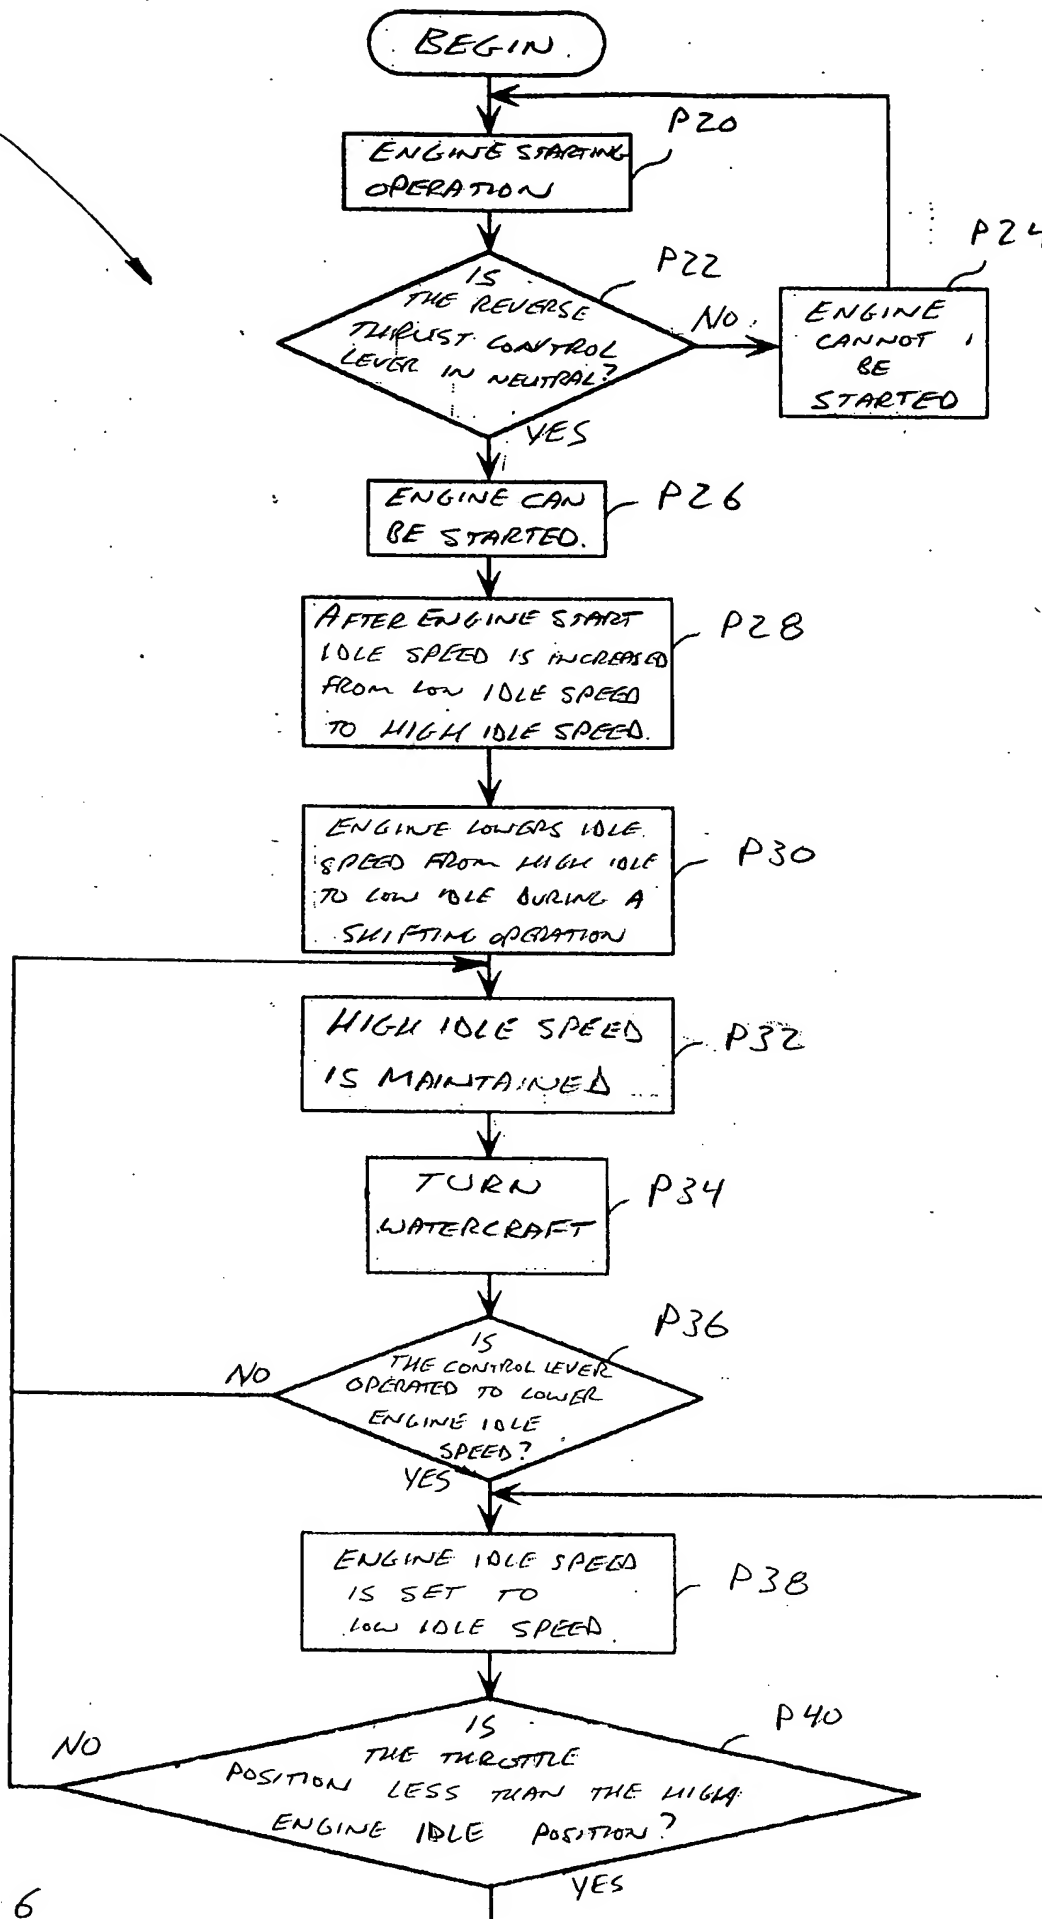 BEGIN.
P20
ENGINE STARTING
OPERATION
P22
IS
THE REVERSE
THRUST CONTROL
LEVER IN NEUTRAL?
NO
P24
ENGINE
CANNOT
BE
STARTED
YES
ENGINE CAN
BE STARTED.
P26
AFTER ENGINE START
IDLE SPEED IS INCREASED
FROM LOW IDLE SPEED
TO HIGH IDLE SPEED.
P28
ENGINE LOWERS IDLE
SPEED FROM HIGH IDLE
TO LOW IDLE DURING A
SHIFTING OPERATION
P30
HIGH IDLE SPEED
IS MAINTAINED
P32
TURN
WATERCRAFT
P34
P36
IS
THE CONTROL LEVER
OPERATED TO LOWER
ENGINE IDLE
SPEED?
NO
YES
ENGINE IDLE SPEED
IS SET TO
LOW IDLE SPEED
P38
P40
IS
THE THROTTLE
POSITION LESS THAN THE HIGH
ENGINE IDLE POSITION?
NO
YES
6